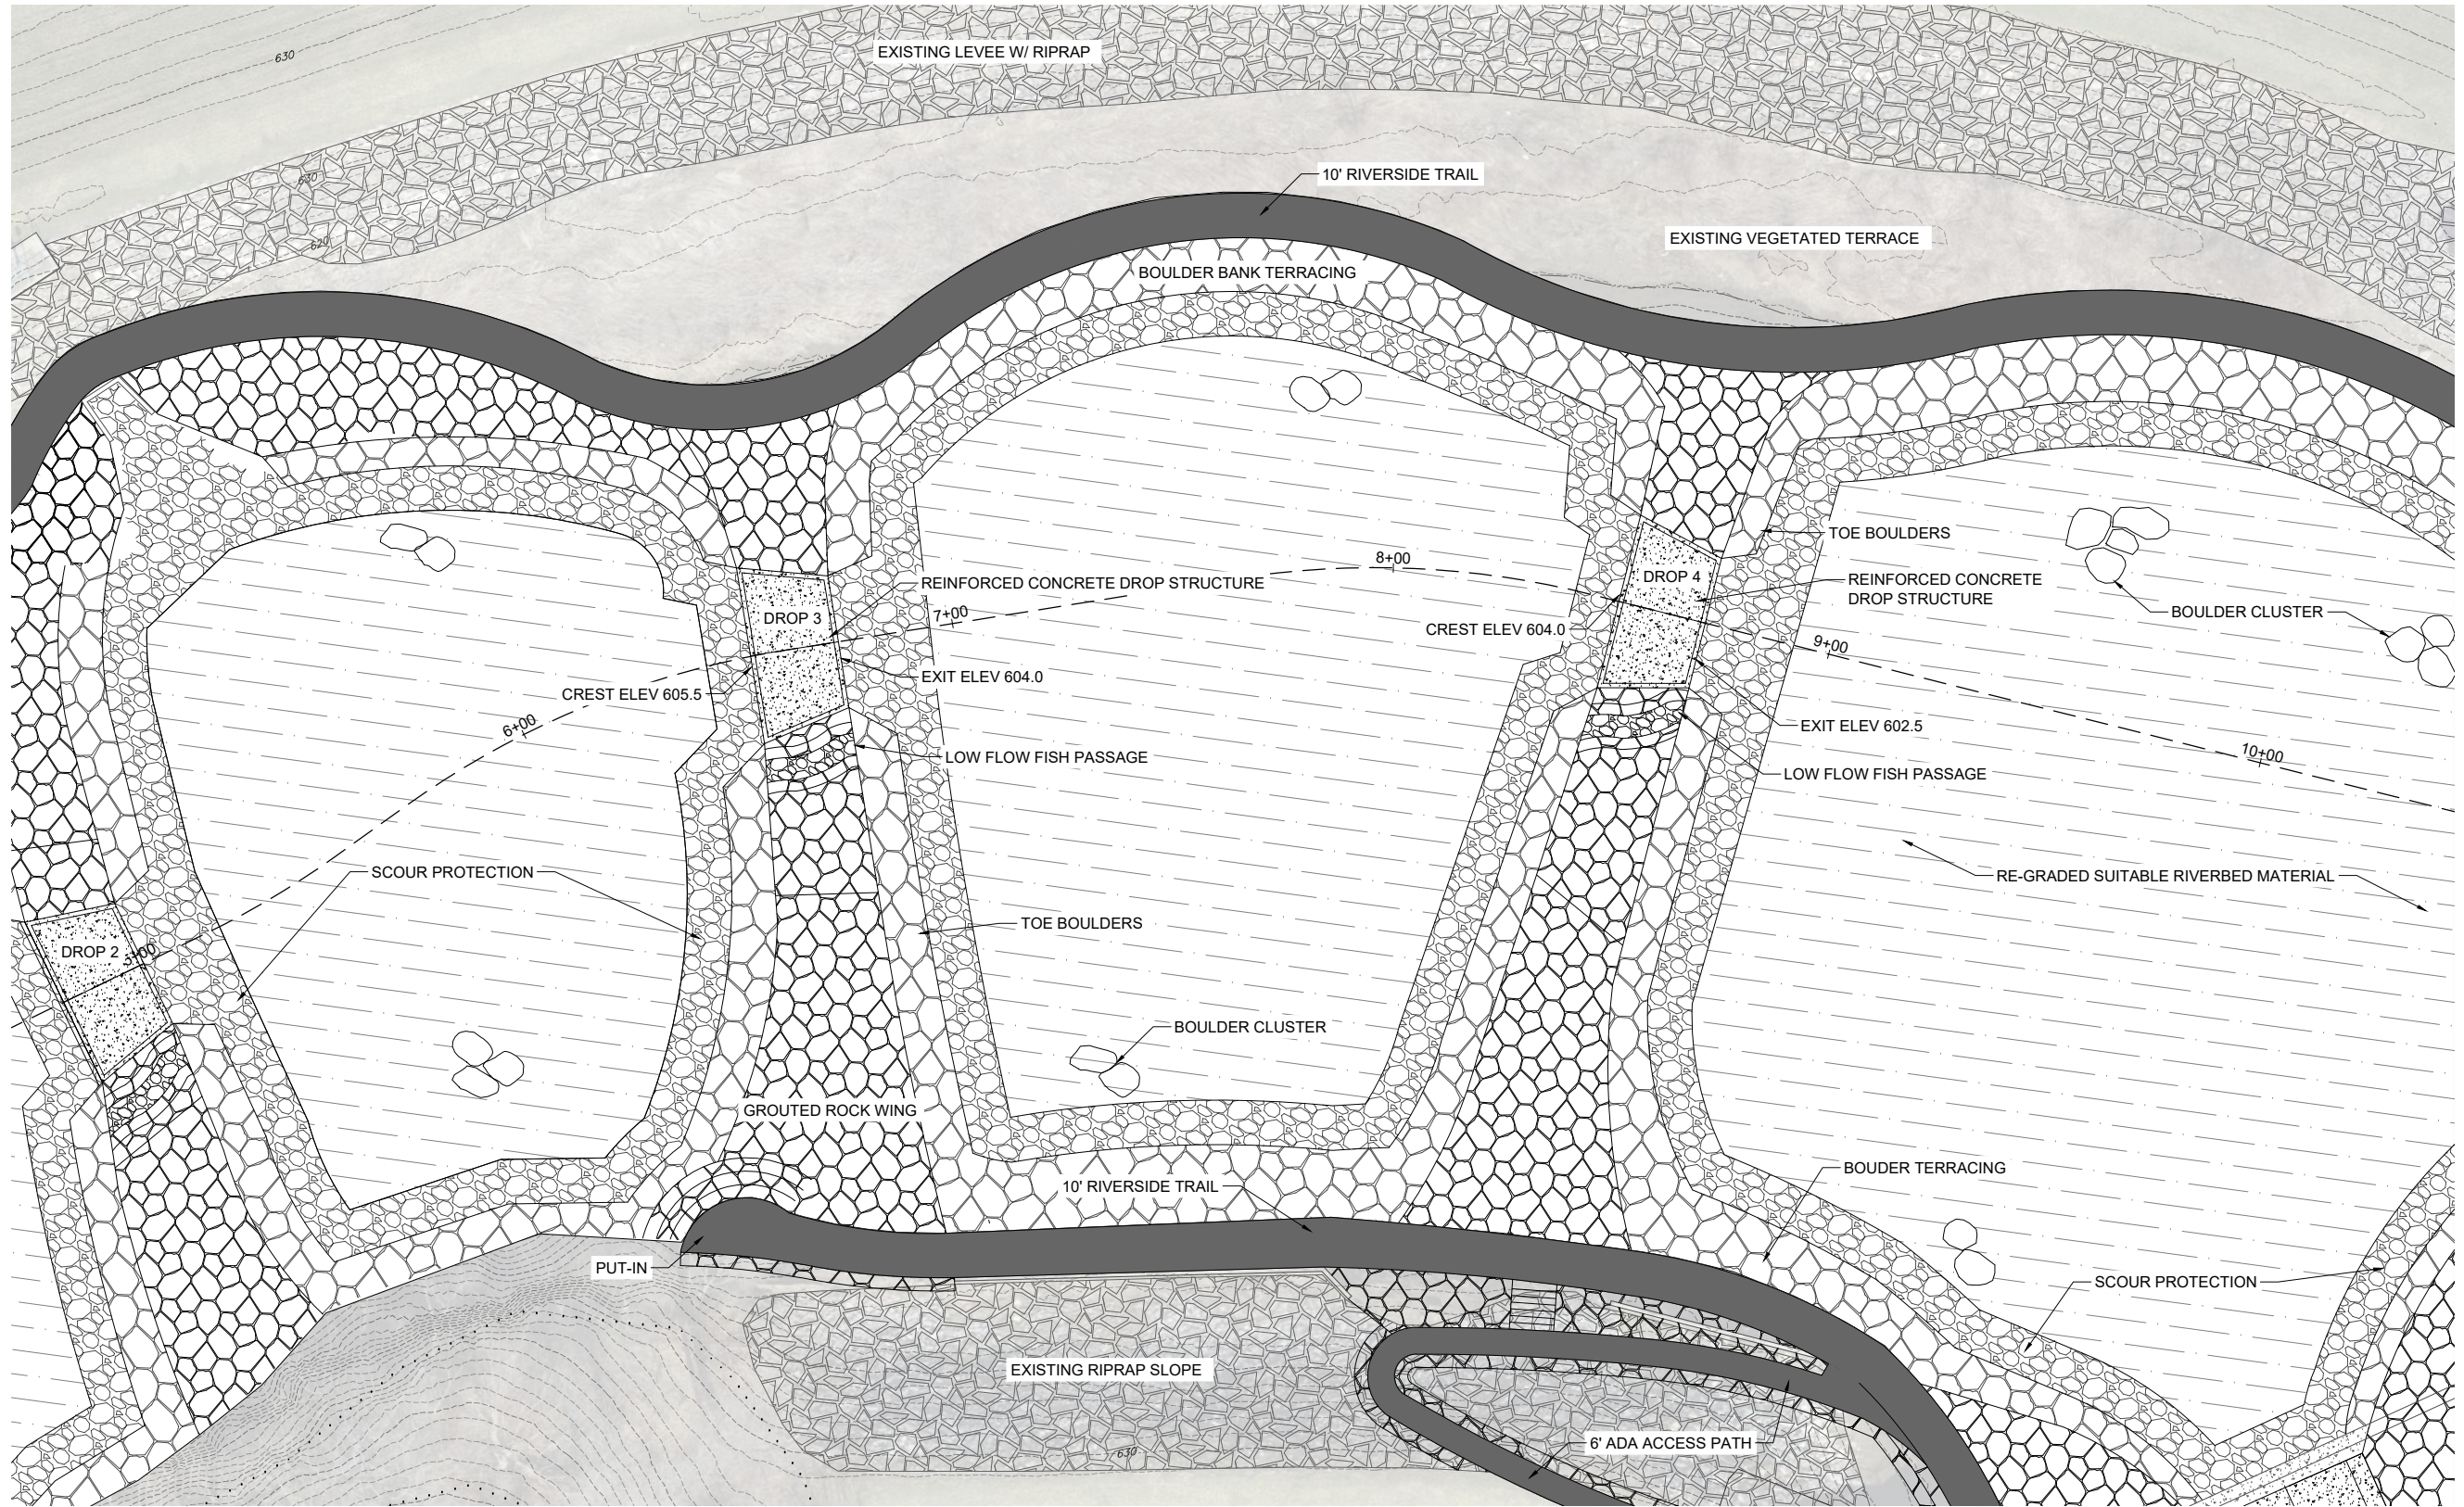 630
EXISTING LEVEE W/ RIPRAP
630
10' RIVERSIDE TRAIL
620
EXISTING VEGETATED TERRACE
BOULDER BANK TERRACING
TOE BOULDERS
8+00
DROP 4
REINFORCED CONCRETE DROP STRUCTURE
REINFORCED CONCRETE
DROP STRUCTURE
DROP 3
7+00
BOULDER CLUSTER
CREST ELEV 604.0
9+00
EXIT ELEV 604.0
CREST ELEV 605.5
6+00
EXIT ELEV 602.5
LOW FLOW FISH PASSAGE
10+00
LOW FLOW FISH PASSAGE
SCOUR PROTECTION
RE-GRADED SUITABLE RIVERBED MATERIAL
TOE BOULDERS
DROP 2
5+00
BOULDER CLUSTER
GROUTED ROCK WING
BOUDER TERRACING
10' RIVERSIDE TRAIL
PUT-IN
SCOUR PROTECTION
EXISTING RIPRAP SLOPE
6' ADA ACCESS PATH
630